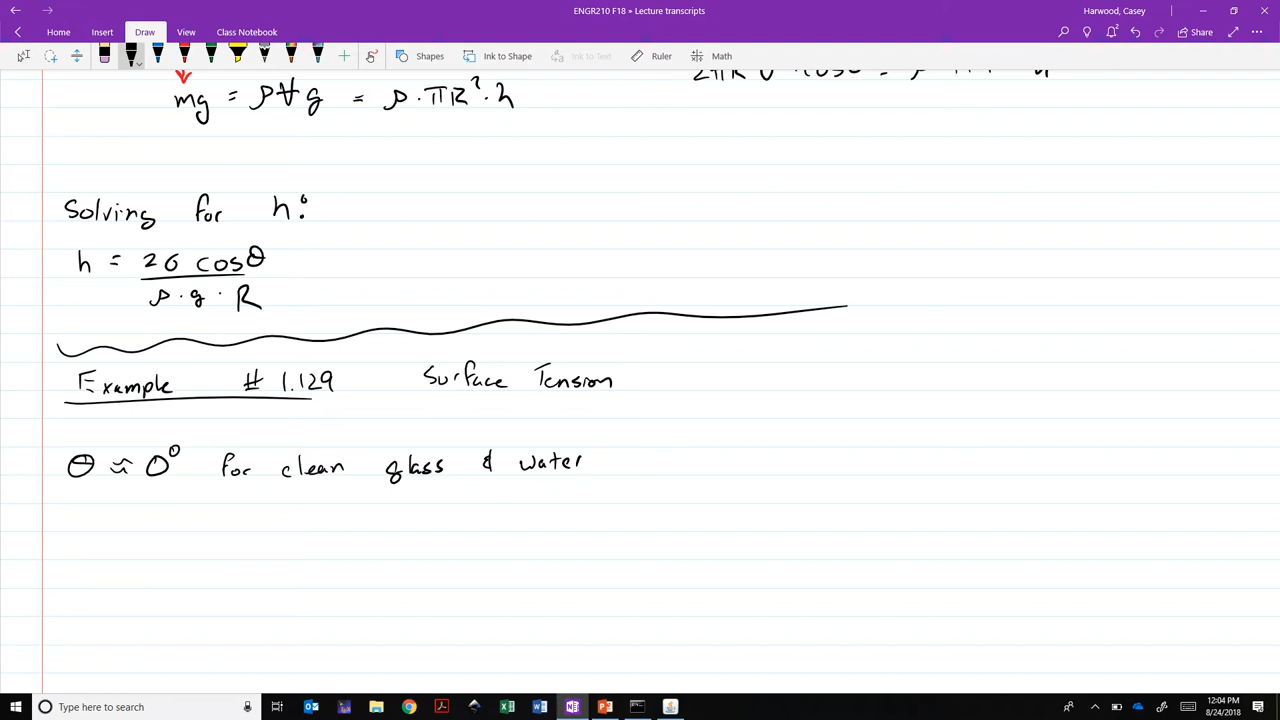 ENGR210 F18 » Lecture transcripts
Harwood, Casey
Home Insert Draw View Class Notebook
Share
Shapes Ink to Shape Ink to Text Ruler Math
mg = ρ∀g = ρ·πR²·h
Solving for h:
h = 2σ cosθ
ρ·g·R
Example # 1.129 Surface Tension
θ ≈ 0° for clean glass & water
Type here to search
12:04 PM
8/24/2018